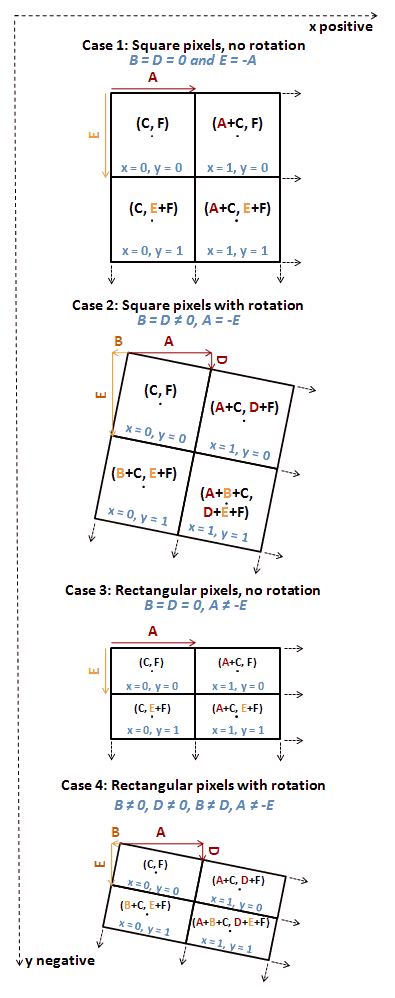 x positive
Case 1: Square pixels, no rotation
B = D = 0 and E = -A
A
E
(C, F)
(A+C, F)
x = 0, y = 0
x = 1, y = 0
(C, E+F)
(A+C, E+F)
x = 0, y = 1
x = 1, y = 1
Case 2: Square pixels with rotation
B = D ≠ 0, A = -E
B
A
D
E
(C, F)
(A+C, D+F)
x = 0, y = 0
x = 1, y = 0
(B+C, E+F)
(A+B+C,
D+E+F)
x = 0, y = 1
x = 1, y = 1
Case 3: Rectangular pixels, no rotation
B = D = 0, A ≠ -E
A
E
(C, F)
(A+C, F)
x = 0, y = 0
x = 1, y = 0
(C, E+F)
(A+C, E+F)
x = 0, y = 1
x = 1, y = 1
Case 4: Rectangular pixels with rotation
B ≠ 0, D ≠ 0, B ≠ D, A ≠ -E
B
A
D
E
(C, F)
(A+C, D+F)
x = 0, y = 0
x = 1, y = 0
(B+C, E+F)
(A+B+C, D+E+F)
x = 0, y = 1
x = 1, y = 1
y negative